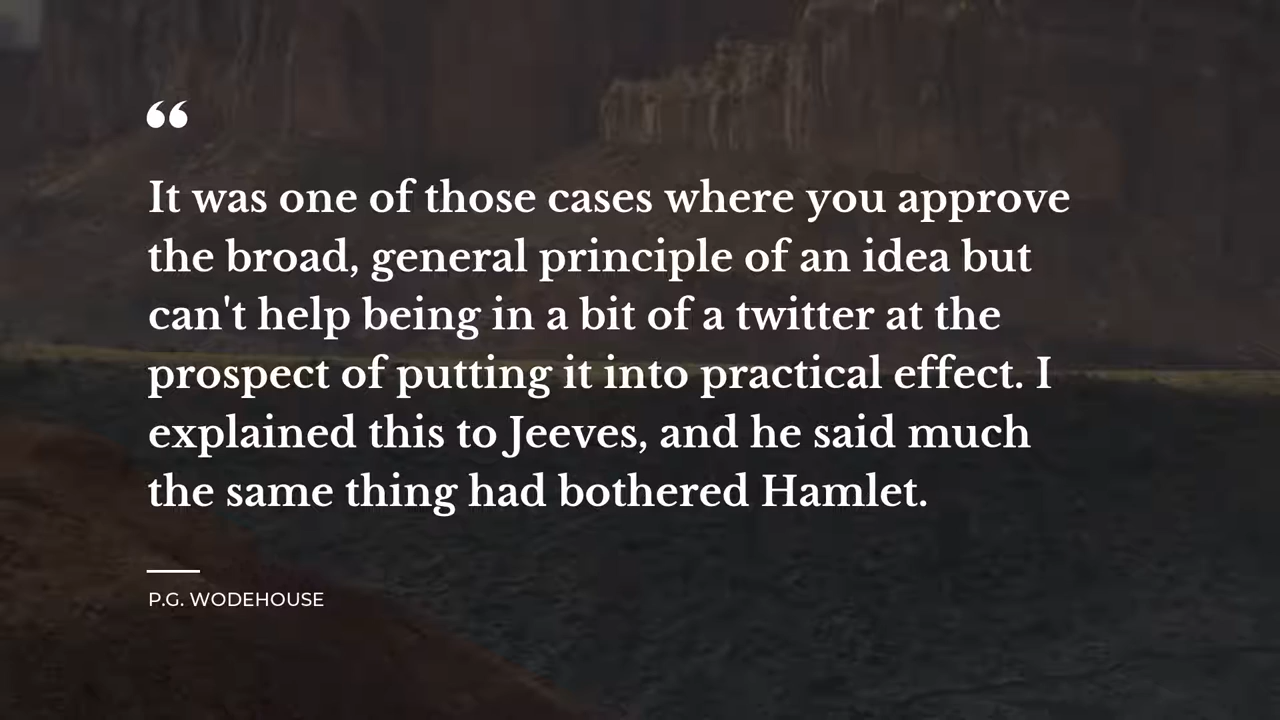 “
It was one of those cases where you approve
the broad, general principle of an idea but
can't help being in a bit of a twitter at the
prospect of putting it into practical effect. I
explained this to Jeeves, and he said much
the same thing had bothered Hamlet.
P.G. WODEHOUSE